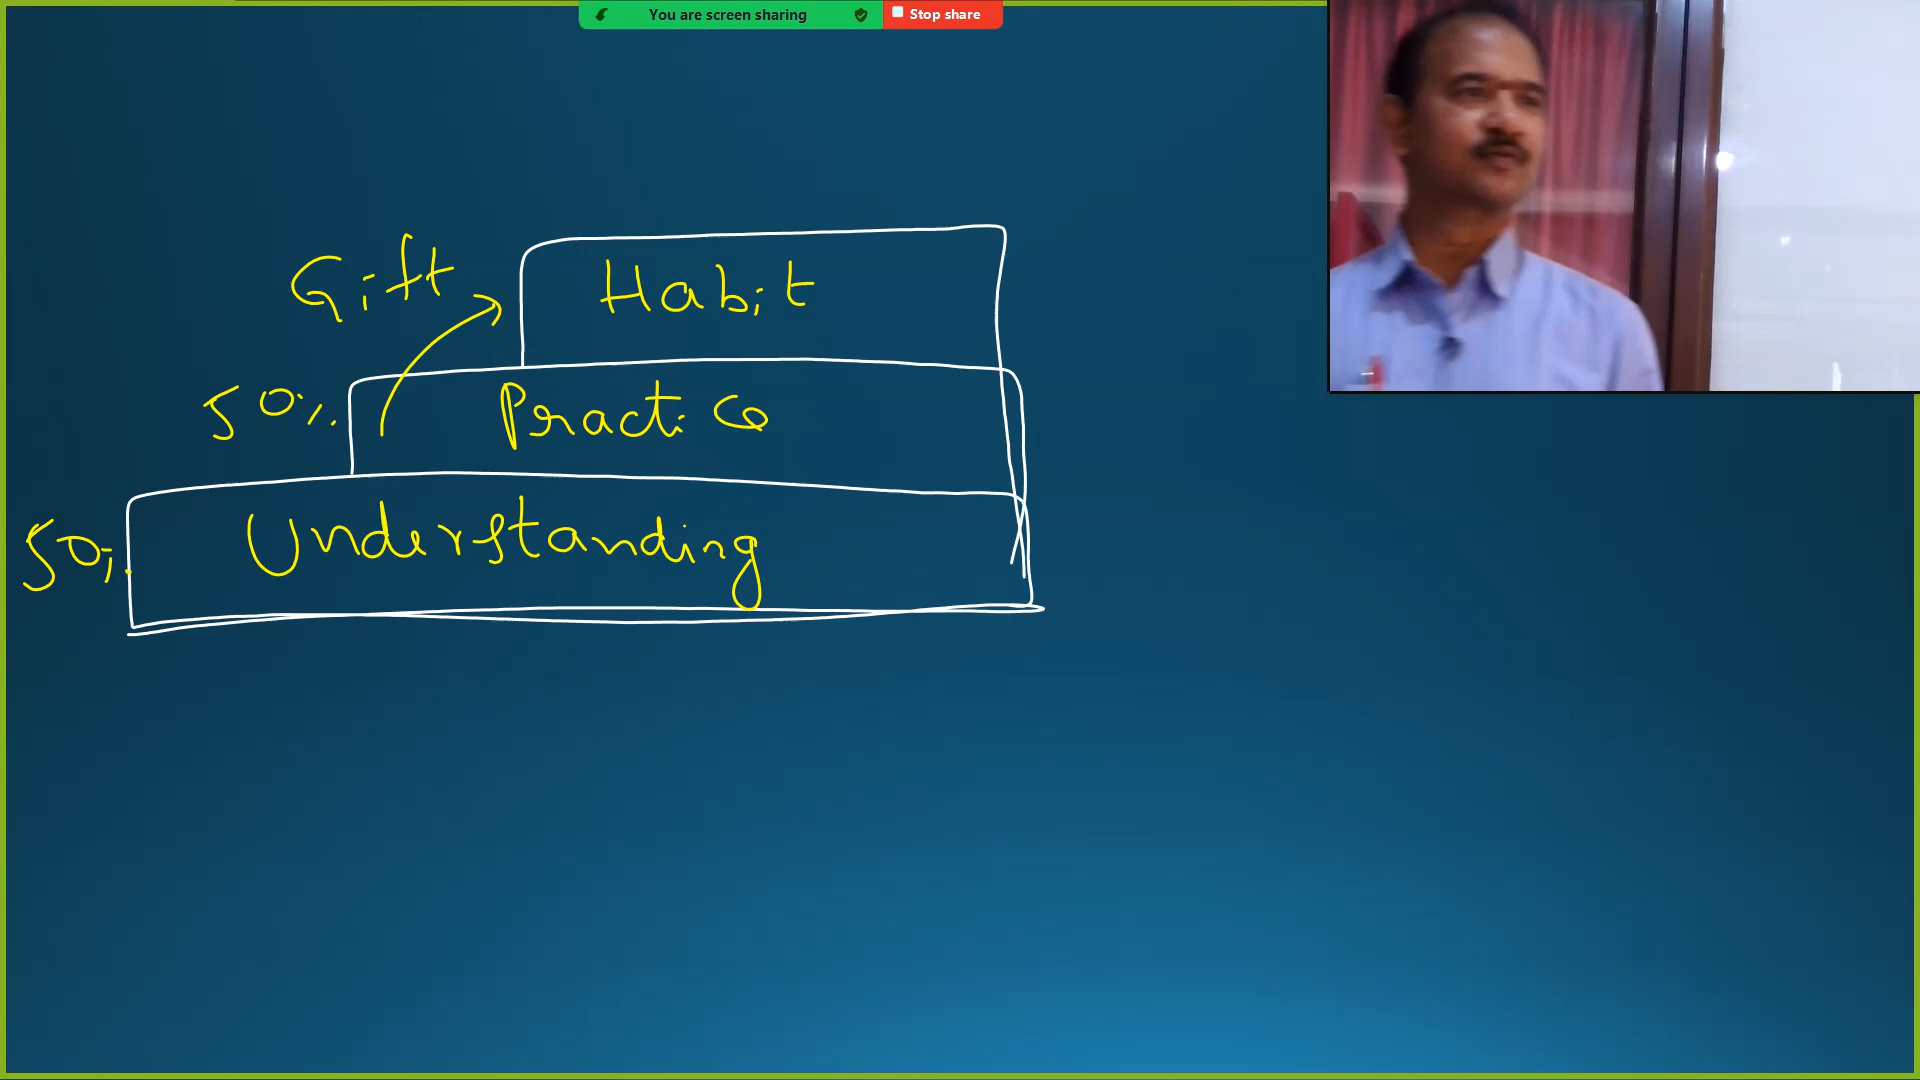 You are screen sharing
Stop share
Gift
Habit
50%
Practice
50%
Understanding